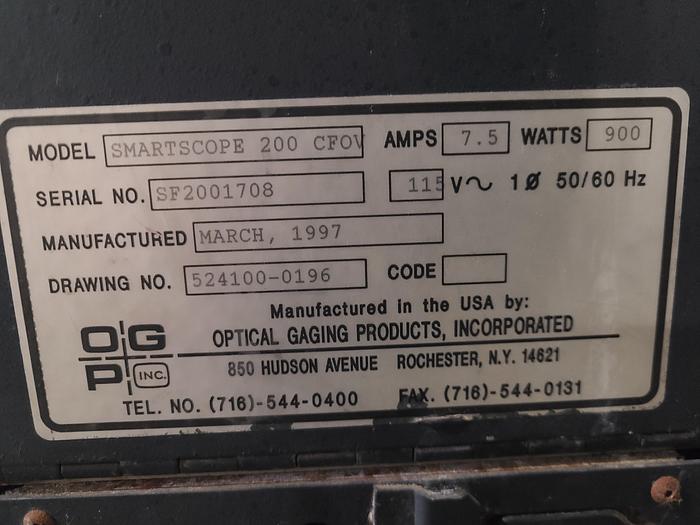 MODEL SMARTSCOPE 200 CFOV AMPS 7.5 WATTS 900
SERIAL NO. SF2001708 115 V∿ 1Ø 50/60 Hz
MANUFACTURED MARCH, 1997
DRAWING NO. 524100-0196 CODE
Manufactured in the USA by:
OPTICAL GAGING PRODUCTS, INCORPORATED
850 HUDSON AVENUE ROCHESTER, N.Y. 14621
OGP INC.
TEL. NO. (716)-544-0400 FAX. (716)-544-0131